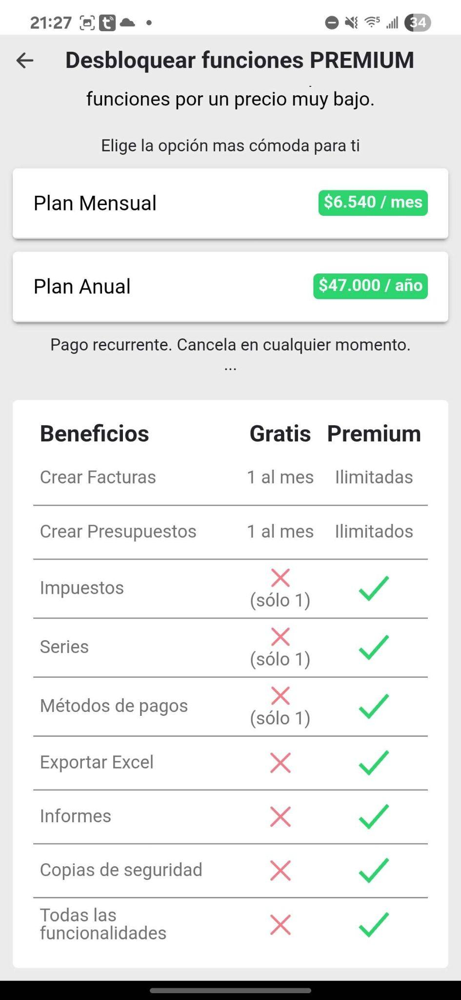 21:27
5
34
Desbloquear funciones PREMIUM
funciones por un precio muy bajo.
Elige la opción mas cómoda para ti
Plan Mensual $6.540 / mes
Plan Anual $47.000 / año
Pago recurrente. Cancela en cualquier momento.
...
Beneficios Gratis Premium
Crear Facturas 1 al mes Ilimitadas
Crear Presupuestos 1 al mes Ilimitados
Impuestos (sólo 1)
Series (sólo 1)
Métodos de pagos (sólo 1)
Exportar Excel
Informes
Copias de seguridad
Todas las
funcionalidades